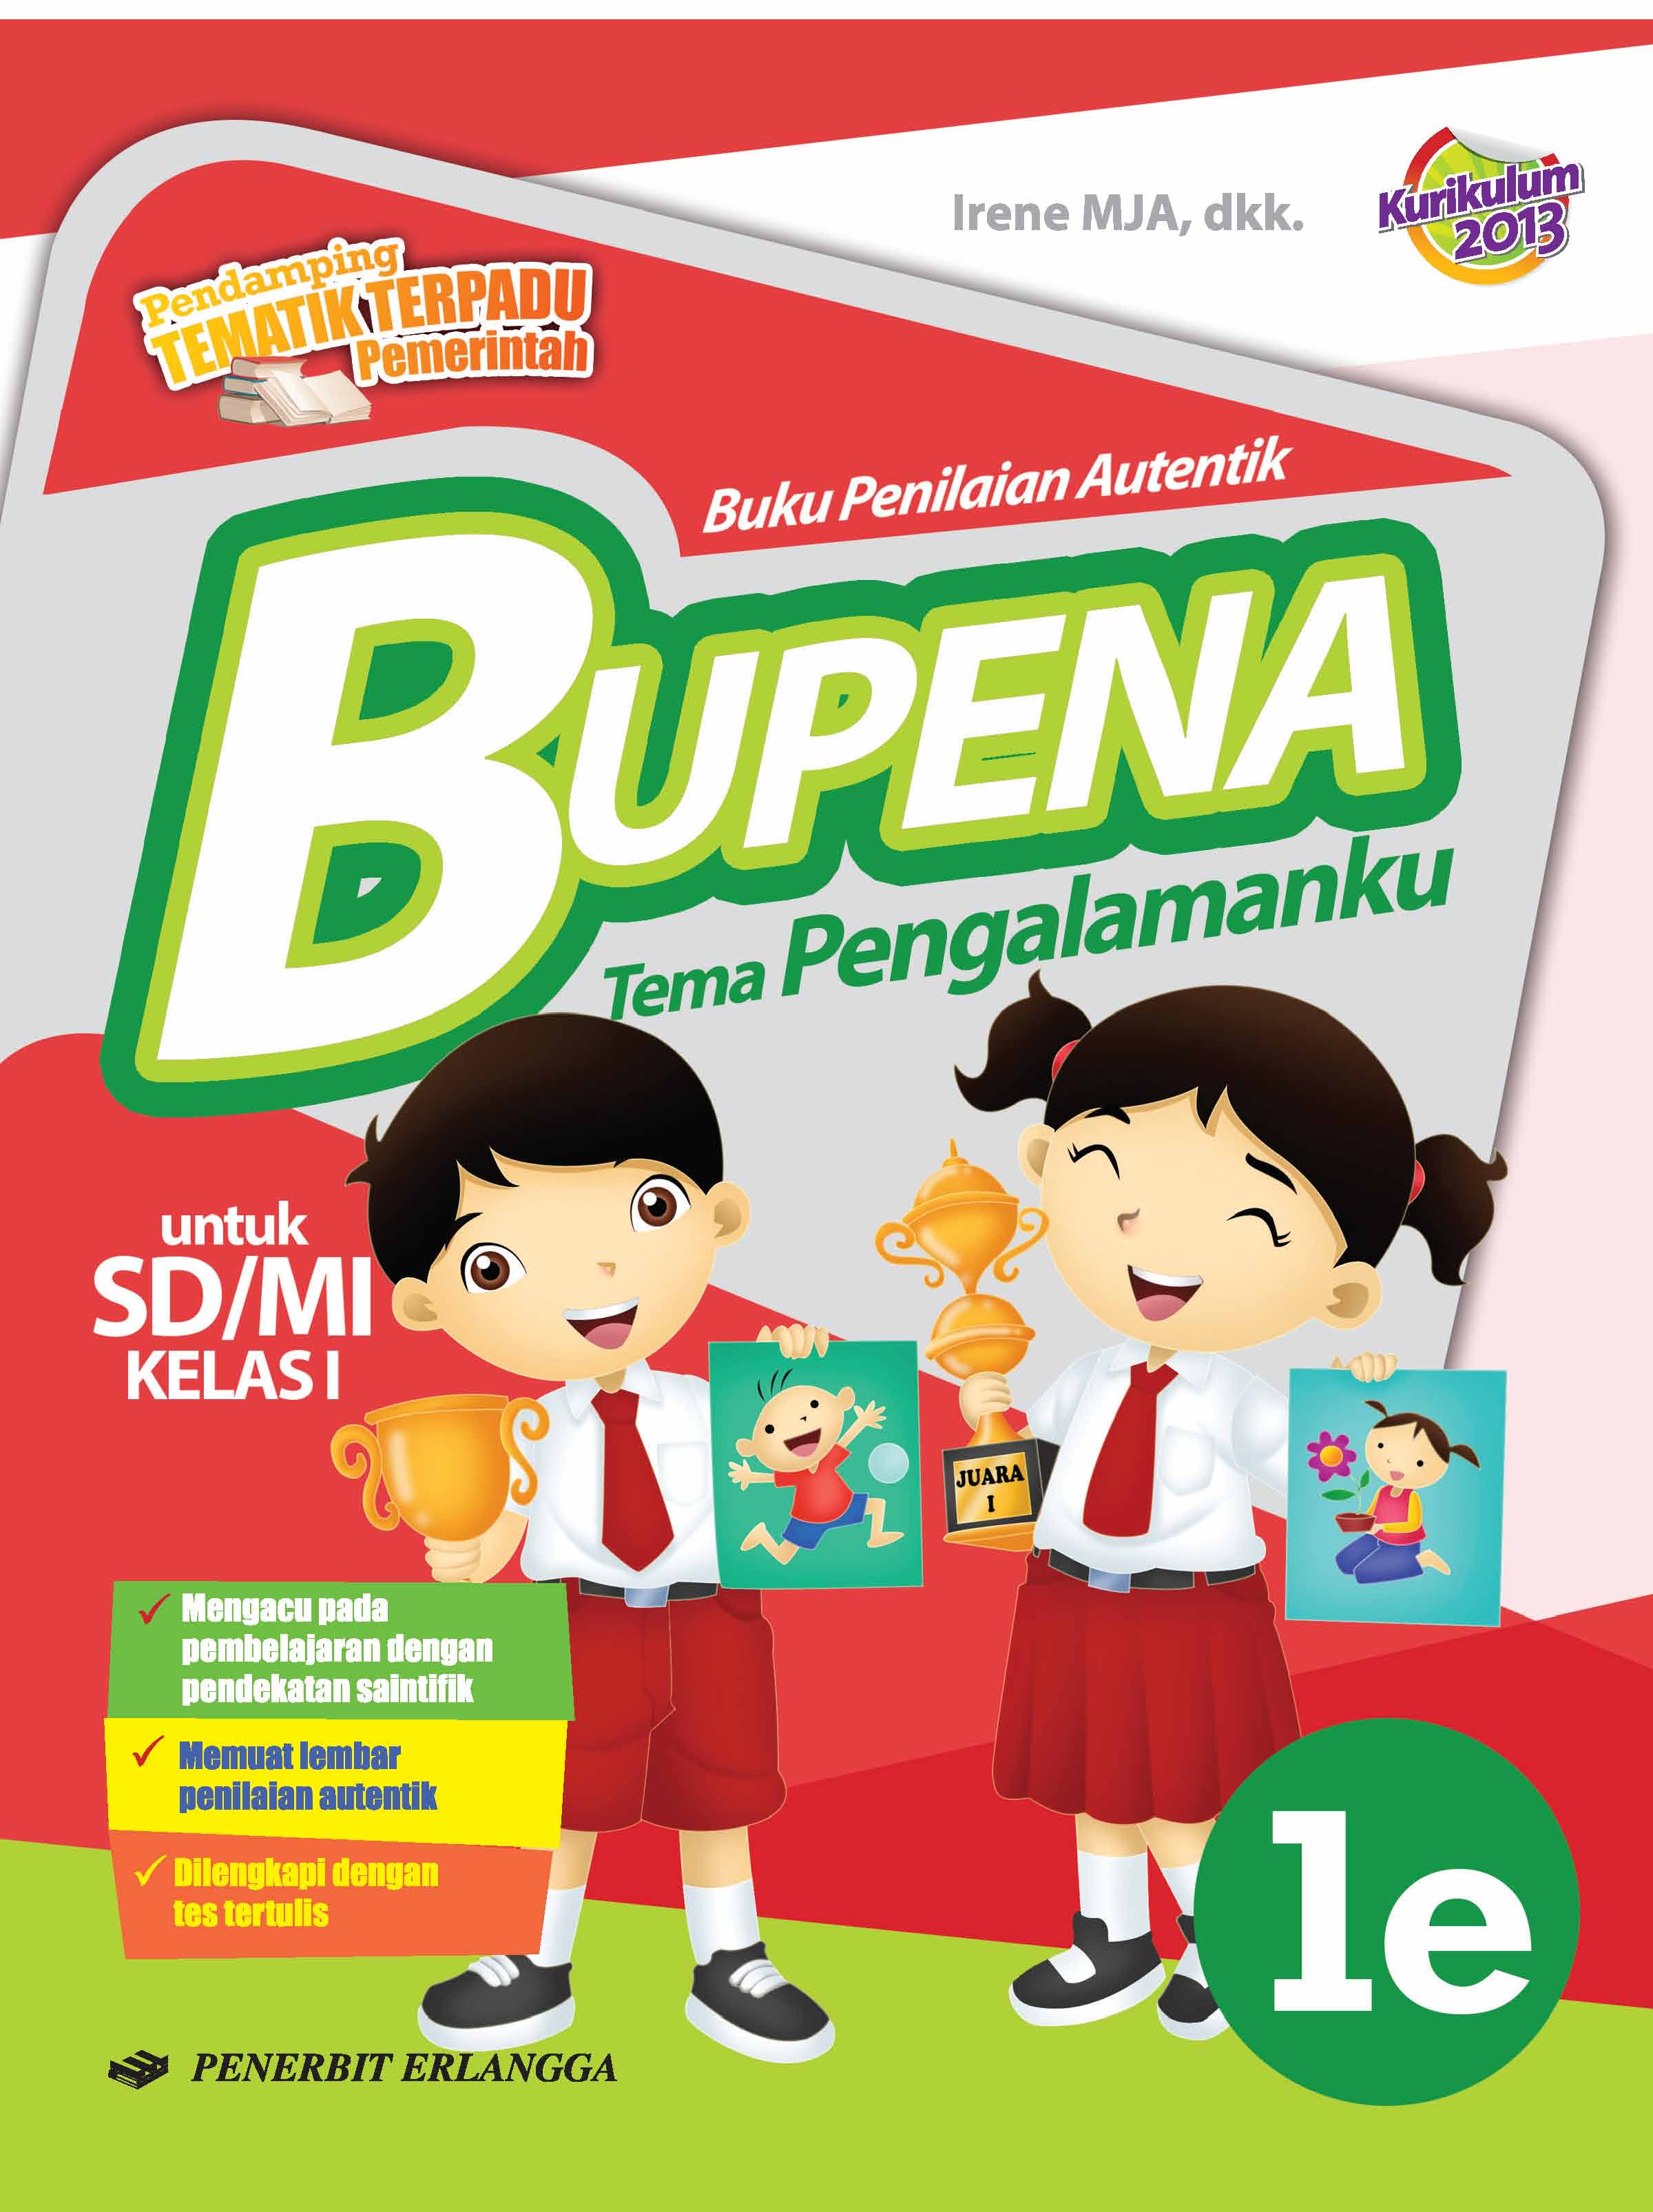 Irene MJA, dkk.
Kurikulum
2013
Pendamping
TEMATIK TERPADU
Pemerintah
Buku Penilaian Autentik
BUPENA
Tema Pengalamanku
untuk
SD/MI
KELAS I
JUARA
I
Mengacu pada
pembelajaran dengan
pendekatan saintifik
Memuat lembar
penilaian autentik
Dilengkapi dengan
tes tertulis
1e
PENERBIT ERLANGGA